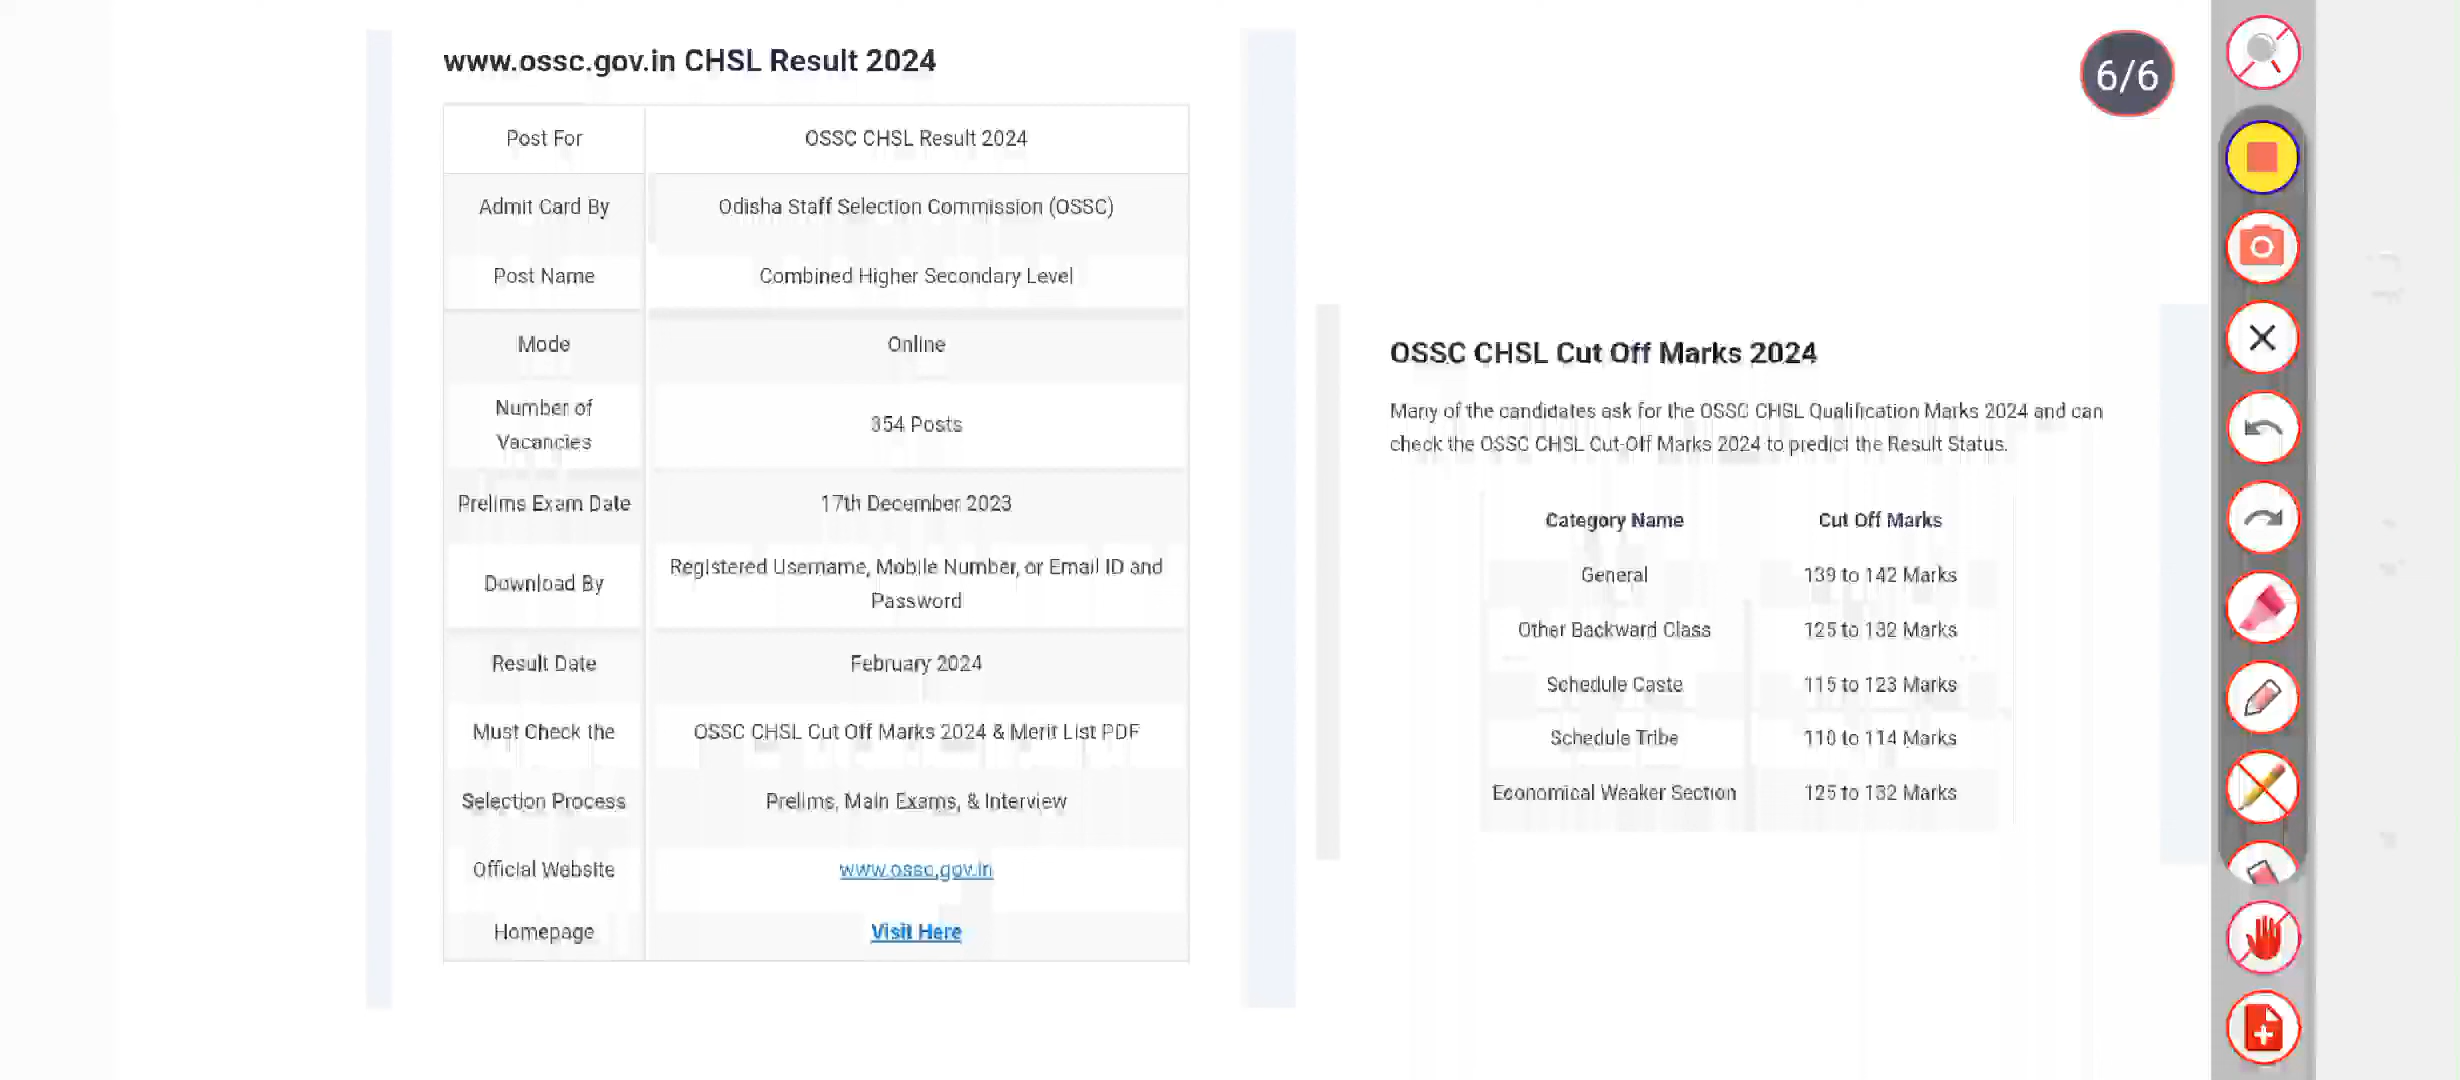 www.ossc.gov.in CHSL Result 2024
Post For OSSC CHSL Result 2024
Admit Card By Odisha Staff Selection Commission (OSSC)
Post Name Combined Higher Secondary Level
Mode Online
Number of Vacancies 354 Posts
Prelims Exam Date 17th December 2023
Download By Registered Username, Mobile Number, or Email ID and
Password
Result Date February 2024
Must Check the OSSC CHSL Cut Off Marks 2024 & Merit List PDF
Selection Process Prelims, Main Exams, & Interview
Official Website www.ossc.gov.in
Homepage Visit Here
6/6
OSSC CHSL Cut Off Marks 2024
Many of the candidates ask for the OSSC CHSL Qualification Marks 2024 and can
check the OSSC CHSL Cut-Off Marks 2024 to predict the Result Status.
Category Name Cut Off Marks
General 139 to 142 Marks
Other Backward Class 125 to 132 Marks
Schedule Caste 115 to 123 Marks
Schedule Tribe 110 to 114 Marks
Economical Weaker Section 125 to 132 Marks